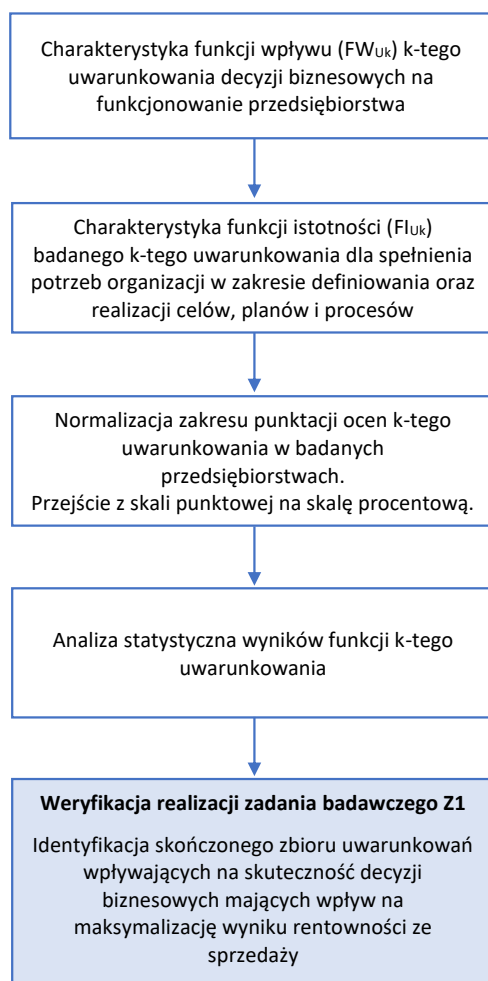 Charakterystyka funkcji wpływu (FWUk) k-tego
uwarunkowania decyzji biznesowych na
funkcjonowanie przedsiębiorstwa
Charakterystyka funkcji istotności (FIUk)
badanego k-tego uwarunkowania dla spełnienia
potrzeb organizacji w zakresie definiowania oraz
realizacji celów, planów i procesów
Normalizacja zakresu punktacji ocen k-tego
uwarunkowania w badanych
przedsiębiorstwach.
Przejście z skali punktowej na skalę procentową.
Analiza statystyczna wyników funkcji k-tego
uwarunkowania
Weryfikacja realizacji zadania badawczego Z1
Identyfikacja skończonego zbioru uwarunkowań
wpływających na skuteczność decyzji
biznesowych mających wpływ na
maksymalizację wyniku rentowności ze
sprzedaży